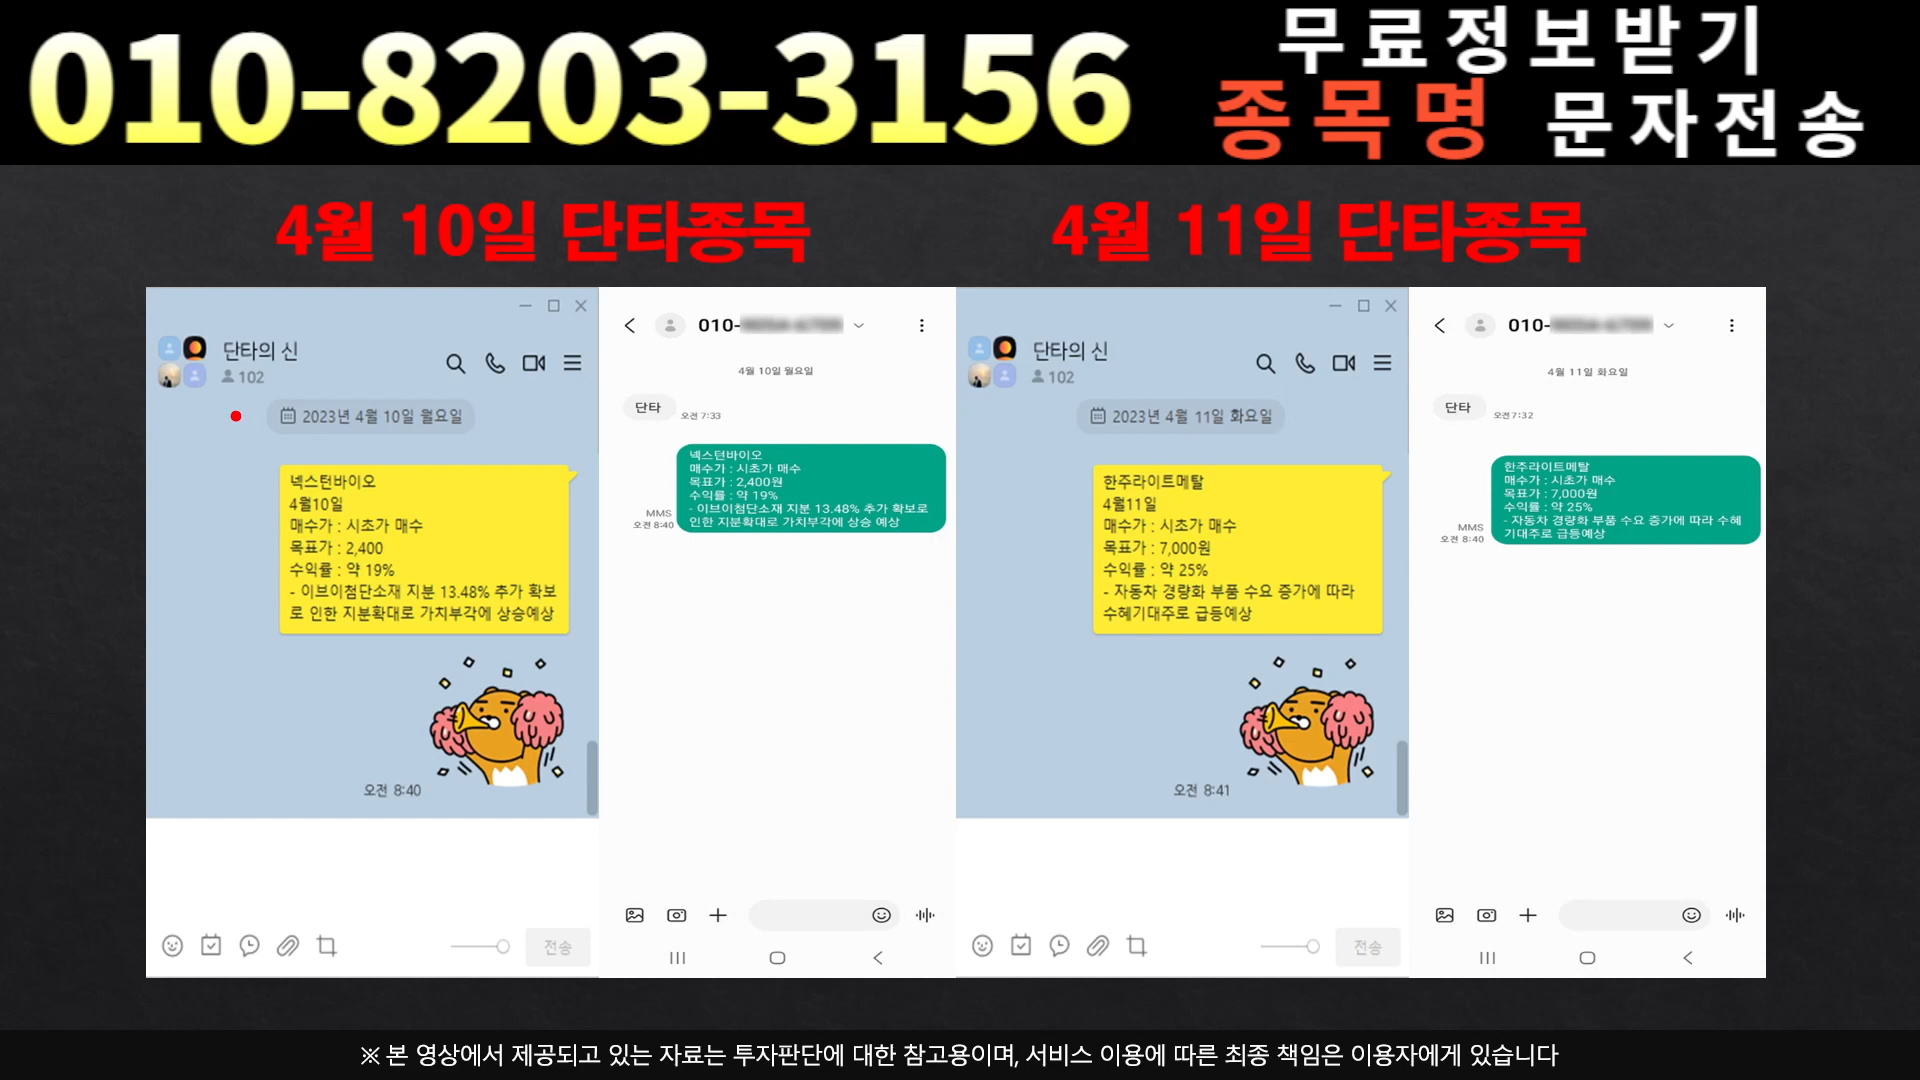 010-8203-3156
무료정보받기
종목명 문자전송
4월 10일 단타종목
4월 11일 단타종목
단타의 신
102
2023년 4월 10일 월요일
넥스턴바이오
4월10일
매수가 : 시초가 매수
목표가 : 2,400
수익률 : 약 19%
- 이브이첨단소재 지분 13.48% 추가 확보
로 인한 지분확대로 가치부각에 상승예상
오전 8:40
전송
010-
4월 10일 월요일
단타
오전 7:33
넥스턴바이오
매수가 : 시초가 매수
목표가 : 2,400원
수익률 : 약 19%
- 이브이첨단소재 지분 13.48% 추가 확보로
인한 지분확대로 가치부각에 상승 예상
MMS
오전 8:40
단타의 신
102
2023년 4월 11일 화요일
한주라이트메탈
4월11일
매수가 : 시초가 매수
목표가 : 7,000원
수익률 : 약 25%
- 자동차 경량화 부품 수요 증가에 따라
수혜기대주로 급등예상
오전 8:41
전송
010-
4월 11일 화요일
단타
오전 7:32
한주라이트메탈
매수가 : 시초가 매수
목표가 : 7,000원
수익률 : 약 25%
- 자동차 경량화 부품 수요 증가에 따라 수혜
기대주로 급등예상
MMS
오전 8:40
※ 본 영상에서 제공되고 있는 자료는 투자판단에 대한 참고용이며, 서비스 이용에 따른 최종 책임은 이용자에게 있습니다